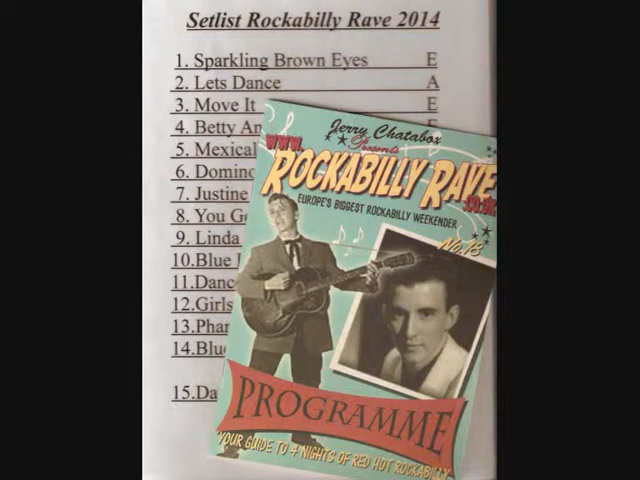 Setlist Rockabilly Rave 2014
1. Sparkling Brown Eyes E
2. Lets Dance A
3. Move It E
4. Betty An E
5. Mexical
6. Domino
7. Justine
8. You Ge
9. Linda
10.Blue
11.Danc
12.Girls
13.Phan
14.Blu
15.Da
Jerry Chatabox
Presents
WWW.
ROCKABILLY RAVE
.CO.UK
EUROPE'S BIGGEST ROCKABILLY WEEKENDER
No.18
PROGRAMME
YOUR GUIDE TO 4 NIGHTS OF RED HOT ROCKABILLY